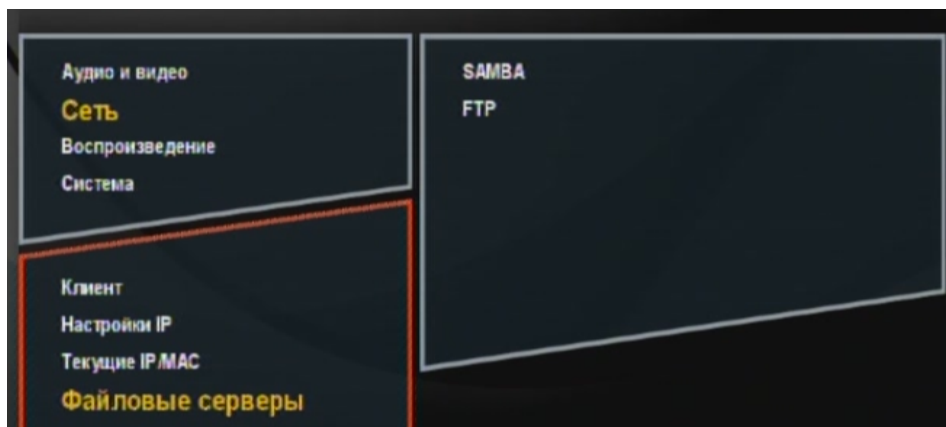 Аудио и видео
Сеть
Воспроизведение
Система
Клиент
Настройки IP
Текущие IP/MAC
Файловые серверы
SAMBA
FTP